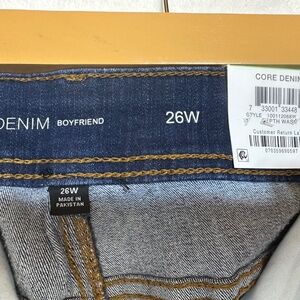 DENIM BOYFRIEND 26W
CORE DENIM
7 33001 33448
STYLE
Customer Return La
26W
MADE IN
PAKISTAN